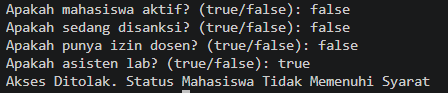 Apakah mahasiswa aktif? (true/false): false
Apakah sedang disanksi? (true/false): false
Apakah punya izin dosen? (true/false): false
Apakah asisten lab? (true/false): true
Akses Ditolak. Status Mahasiswa Tidak Memenuhi Syarat